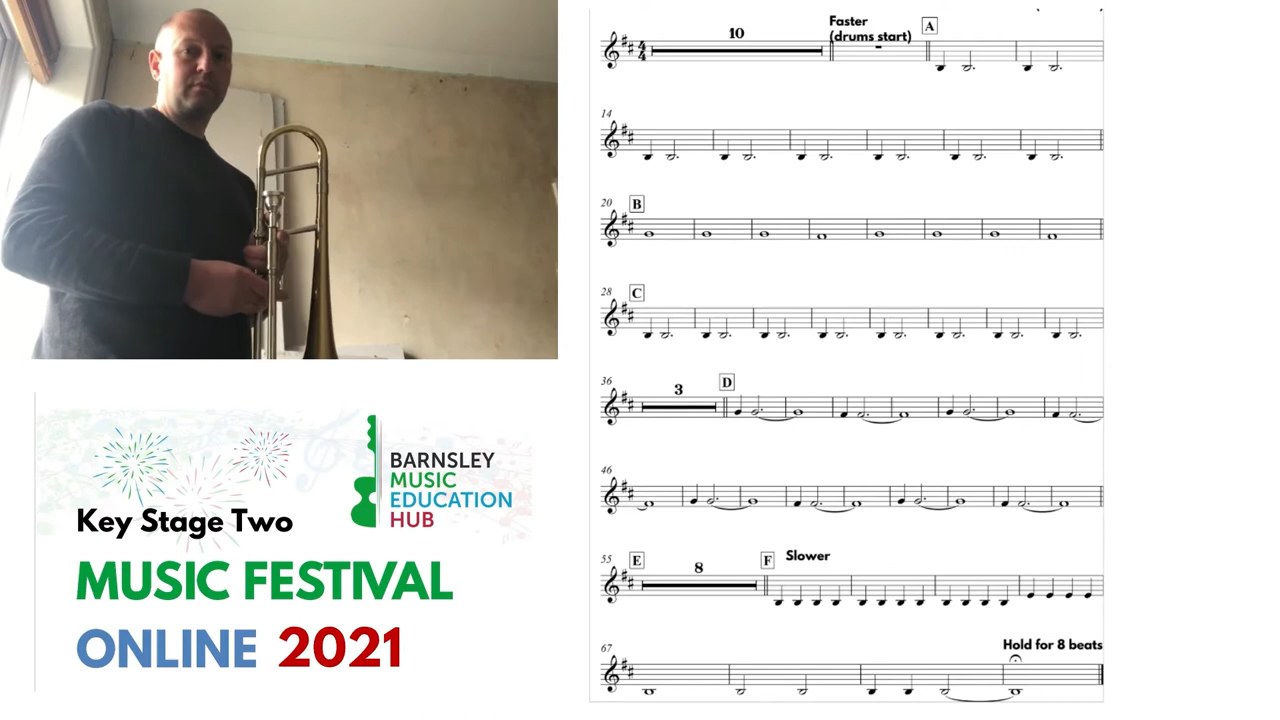 Key Stage Two
MUSIC FESTIVAL
ONLINE 2021
BARNSLEY
MUSIC
EDUCATION
HUB
10
Faster
(drums start)
A
14
20
B
28
C
36
3
D
46
55
E
8
F
Slower
67
Hold for 8 beats